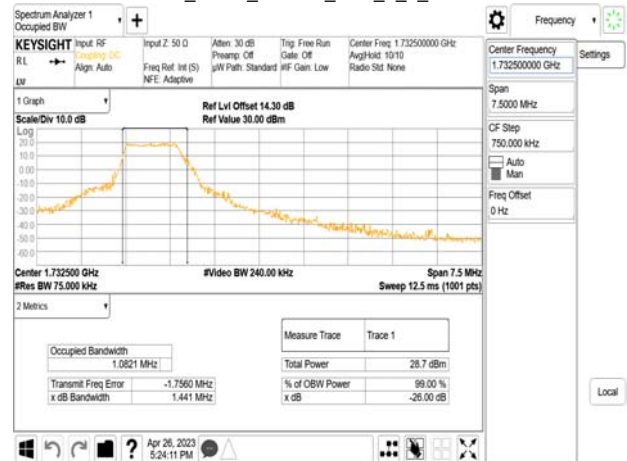 Spectrum Analyzer 1
Occupied BW
+
Frequency
KEYSIGHT
Input: RF
Input Z: 50 Ω
Atten: 30 dB
Trig: Free Run
Center Freq: 1.732500000 GHz
RL
Coupling: DC
Preamp: Off
Gate: Off
Avg|Hold: 10/10
Align: Auto
Freq Ref: Int (S)
µW Path: Standard
#IF Gain: Low
Radio Std: None
NFE: Adaptive
Center Frequency
1.732500000 GHz
Settings
Span
7.5000 MHz
CF Step
750.000 kHz
Auto
Man
Freq Offset
0 Hz
Local
1 Graph
Ref Lvl Offset 14.30 dB
Scale/Div 10.0 dB
Ref Value 30.00 dBm
Log
20.0
10.0
0.00
-10.0
-20.0
-30.0
-40.0
-50.0
-60.0
Center 1.732500 GHz
#Video BW 240.00 kHz
Span 7.5 MHz
#Res BW 75.000 kHz
Sweep 12.5 ms (1001 pts)
2 Metrics
Measure Trace
Trace 1
Occupied Bandwidth
1.0821 MHz
Total Power
28.7 dBm
Transmit Freq Error
-1.7560 MHz
% of OBW Power
99.00 %
x dB Bandwidth
1.441 MHz
x dB
-26.00 dB
?
Apr 26, 2023
5:24:11 PM